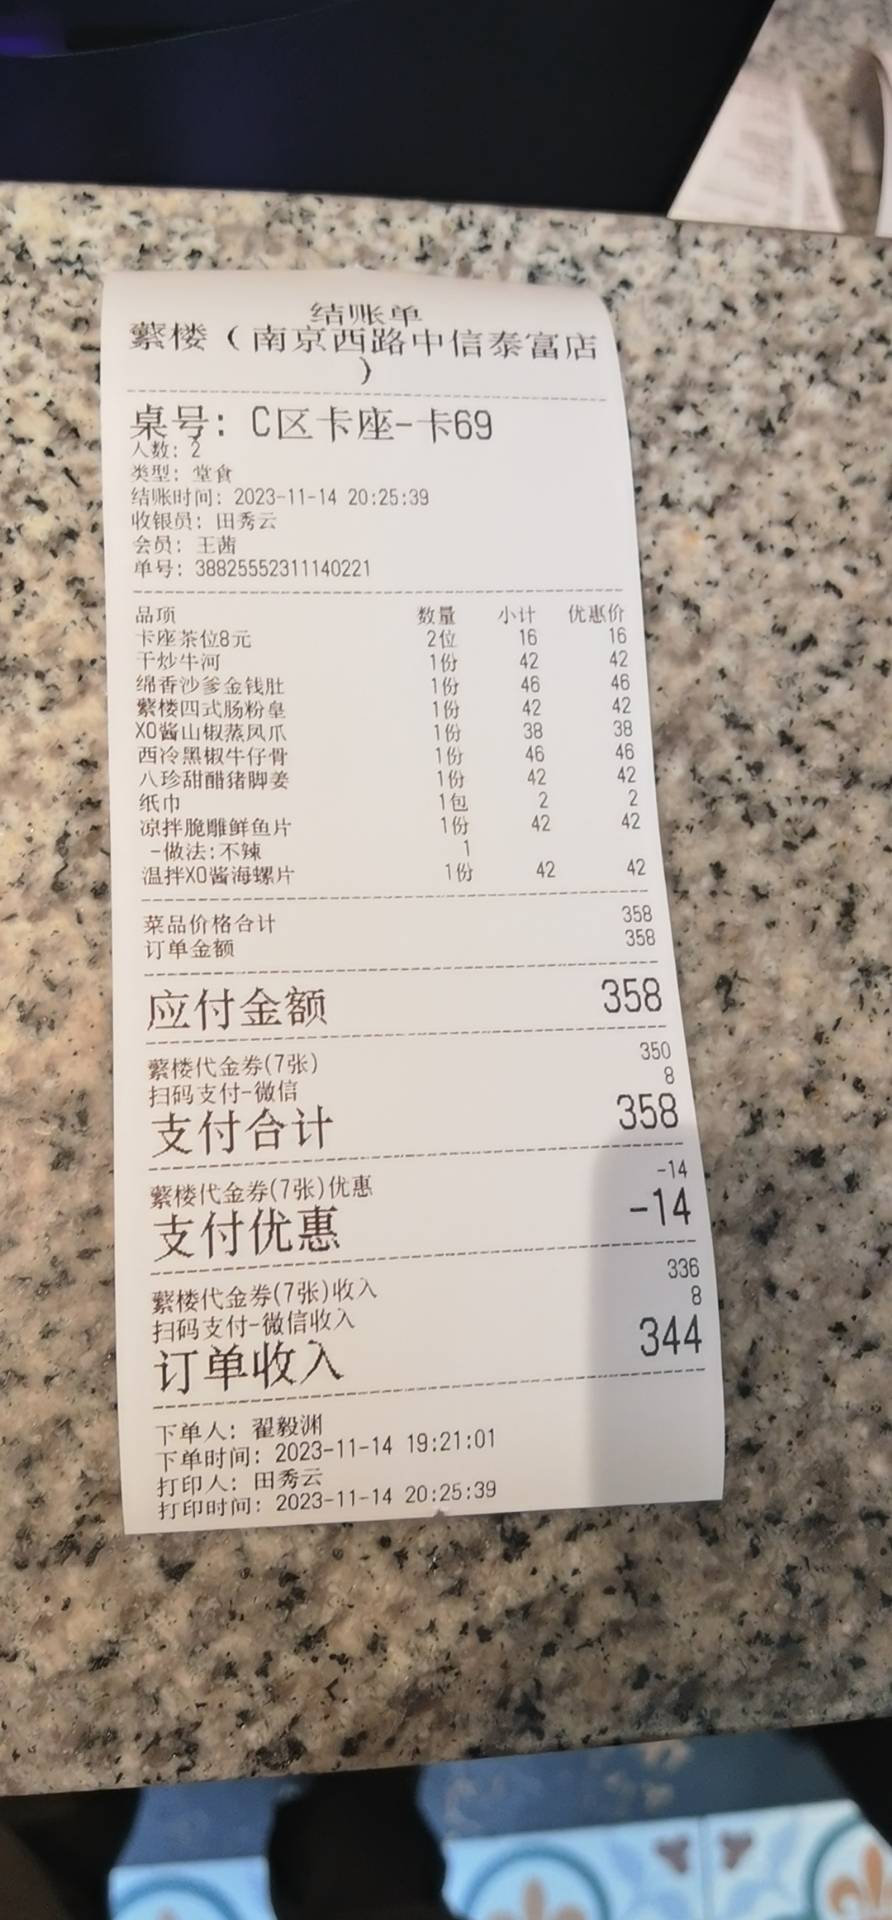 结账单
蘩楼（南京西路中信泰富店
）
桌号: C区卡座-卡69
人数: 2
类型: 堂食
结账时间: 2023-11-14 20:25:39
收银员: 田秀云
会员: 王茜
单号: 38825552311140221
品项 数量 小计 优惠价
卡座茶位8元 2位 16 16
干炒牛河 1份 42 42
绵香沙爹金钱肚 1份 46 46
蘩楼四式肠粉皇 1份 42 42
XO酱山椒蒸凤爪 1份 38 38
西冷黑椒牛仔骨 1份 46 46
八珍甜醋猪脚姜 1份 42 42
纸巾 1包 2 2
凉拌脆雕鲜鱼片 1份 42 42
-做法:不辣 1
温拌XO酱海螺片 1份 42 42
菜品价格合计 358
订单金额 358
应付金额 358
蘩楼代金券(7张) 350
扫码支付-微信 8
支付合计 358
蘩楼代金券(7张)优惠 -14
支付优惠 -14
蘩楼代金券(7张)收入 336
扫码支付-微信收入 8
订单收入 344
下单人: 翟毅渊
下单时间: 2023-11-14 19:21:01
打印人: 田秀云
打印时间: 2023-11-14 20:25:39